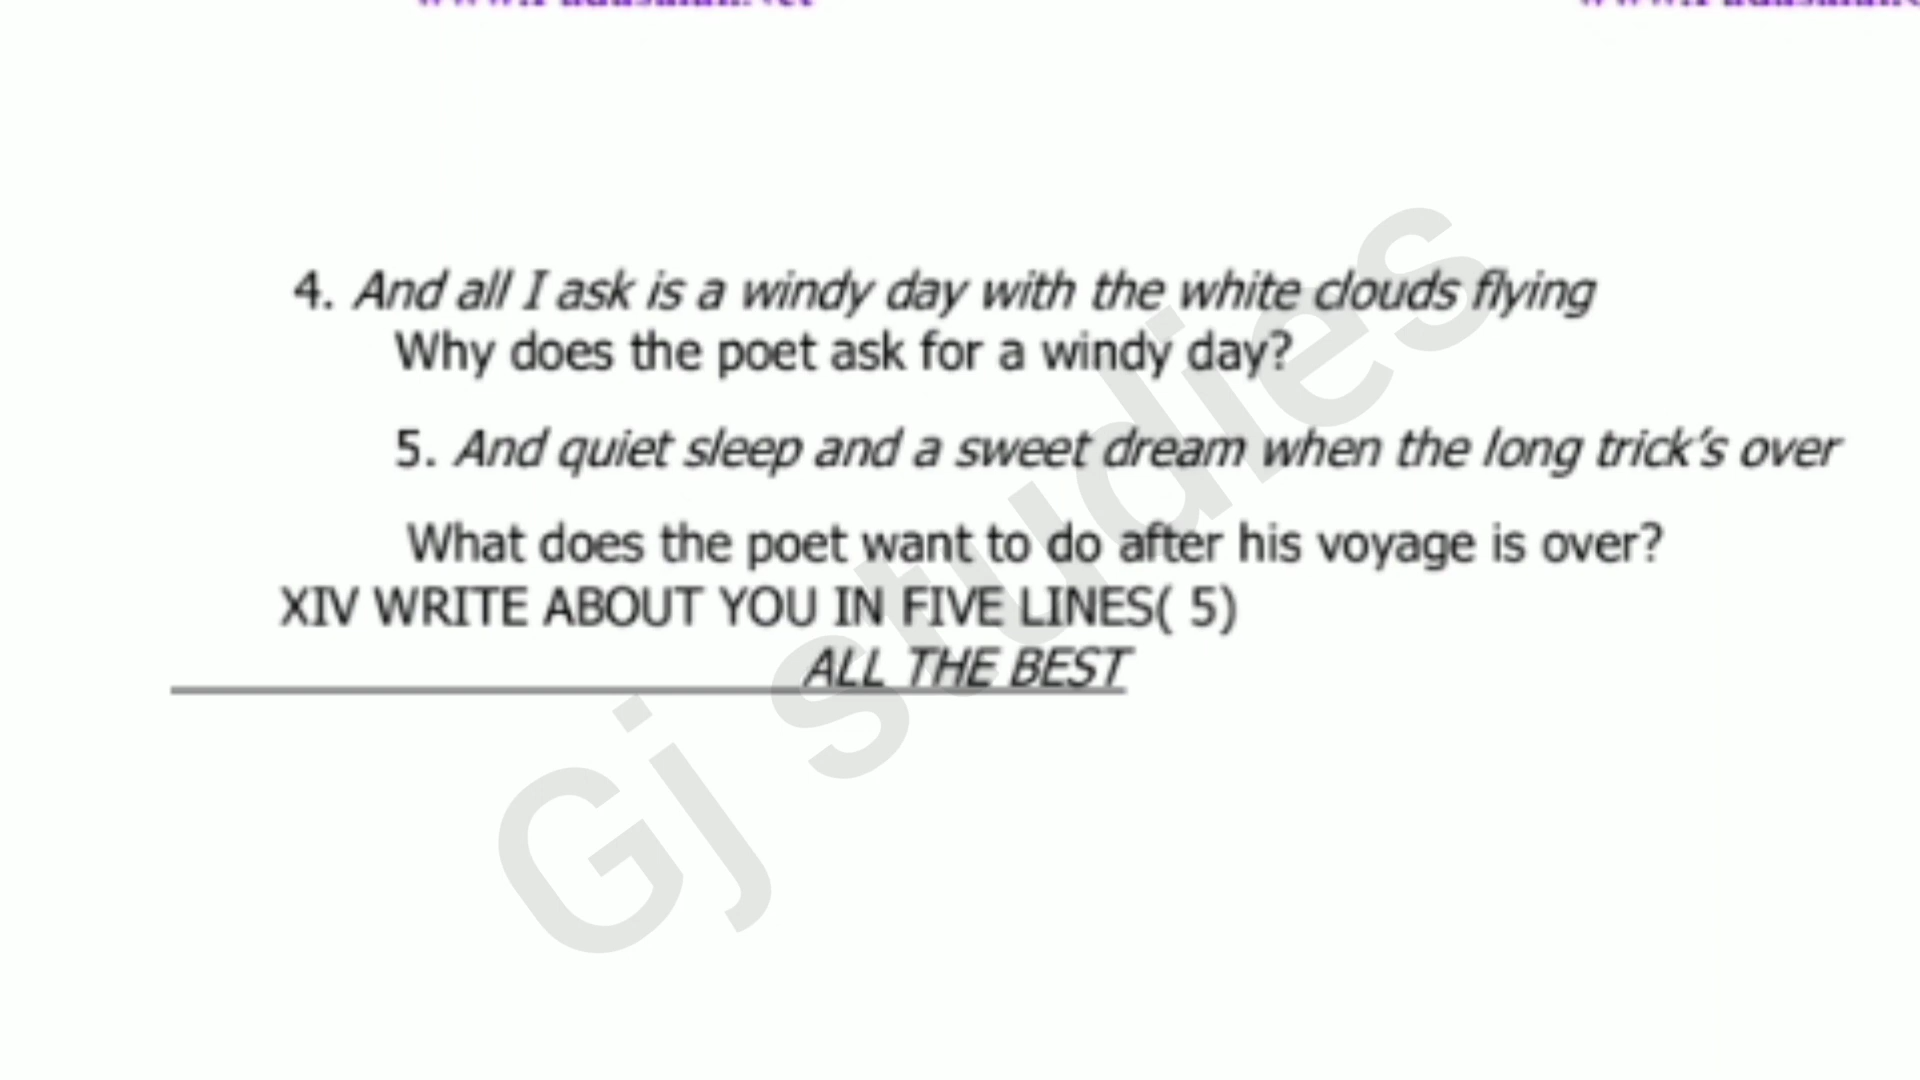 4. And all I ask is a windy day with the white clouds flying
Why does the poet ask for a windy day?
5. And quiet sleep and a sweet dream when the long trick's over
What does the poet want to do after his voyage is over?
XIV WRITE ABOUT YOU IN FIVE LINES( 5)
ALL THE BEST
Gj studies